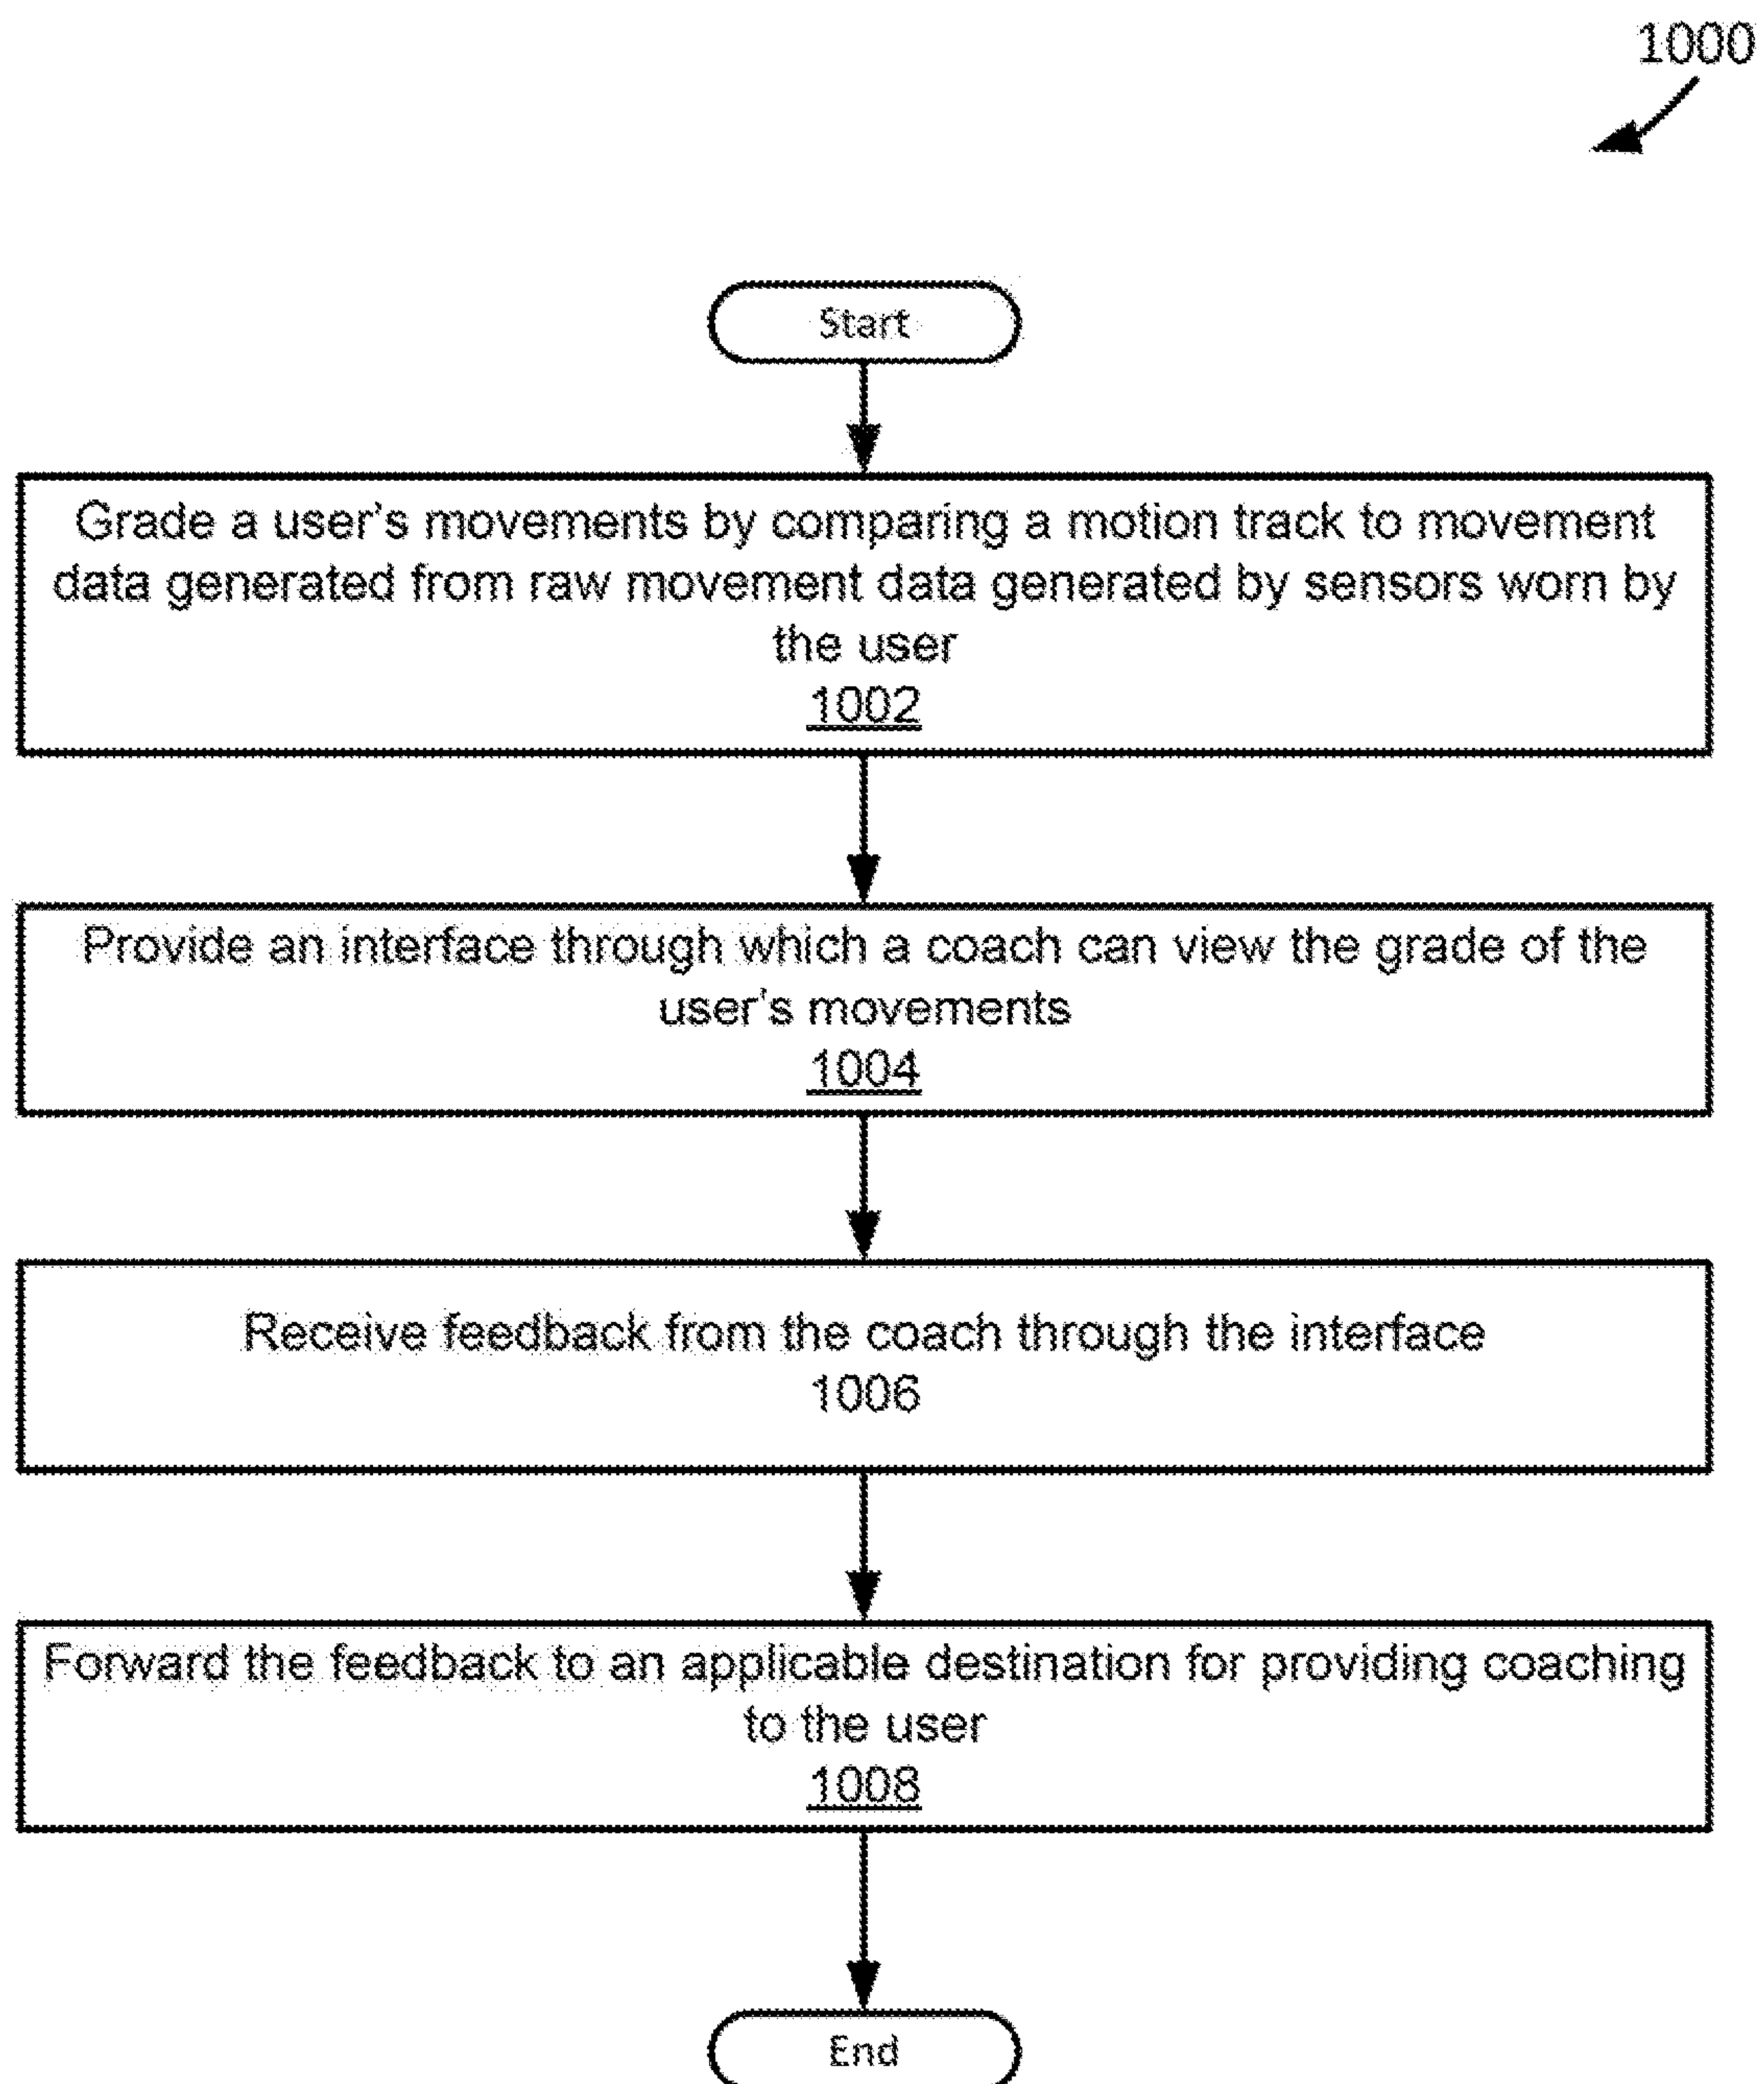 1000
Start
Grade a user's movements by comparing a motion track to movement
data generated from raw movement data generated by sensors worn by
the user
1002
Provide an interface through which a coach can view the grade of the
user's movements
1004
Receive feedback from the coach through the interface
1006
Forward the feedback to an applicable destination for providing coaching
to the user
1008
End